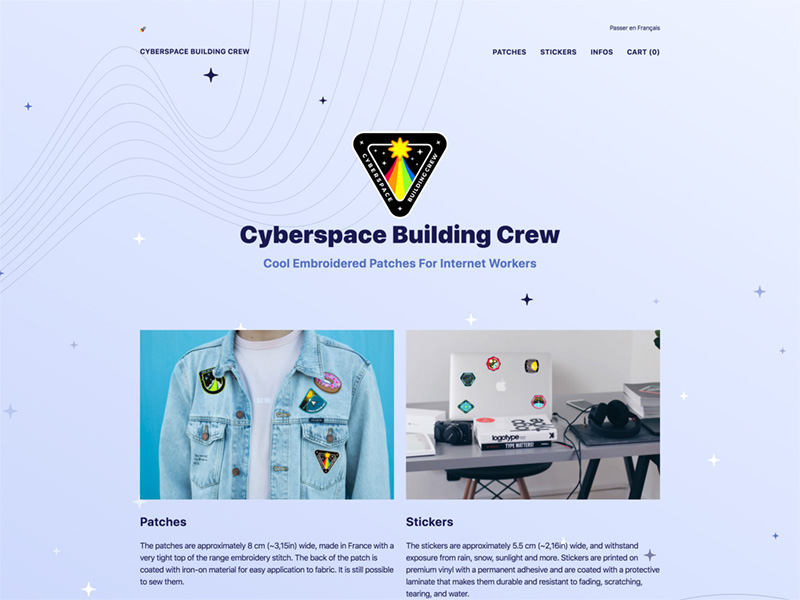 Passer en Français
CYBERSPACE BUILDING CREW
PATCHES STICKERS INFOS CART (0)
CYBERSPACE
BUILDING CREW
Cyberspace Building Crew
Cool Embroidered Patches For Internet Workers
logotype
TYPE MATTERS!
Patches
Stickers
The patches are approximately 8 cm (~3,15in) wide, made in France with a
very tight top of the range embroidery stitch. The back of the patch is
coated with iron-on material for easy application to fabric. It is still possible
to sew them.
The stickers are approximately 5.5 cm (~2,16in) wide, and withstand
exposure from rain, snow, sunlight and more. Stickers are printed on
premium vinyl with a permanent adhesive and are coated with a protective
laminate that makes them durable and resistant to fading, scratching,
tearing, and water.